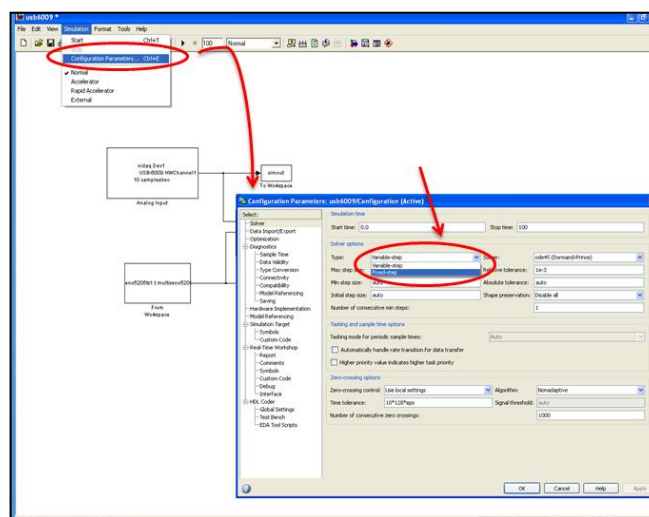 usb6009 *
File Edit View Simulation Format Tools Help
Start Ctrl+T
Configuration Parameters... Ctrl+E
Normal
Accelerator
Rapid Accelerator
External
100 Normal
nidaq Dev1
USB-6009 HWChannel1
10 samples/sec
Analog Input
simout
To Workspace
From
Workspace
Configuration Parameters: usb6009/Configuration (Active)
Select:
Solver
Data Import/Export
Optimization
Diagnostics
Sample Time
Data Validity
Type Conversion
Connectivity
Compatibility
Model Referencing
Saving
Hardware Implementation
Model Referencing
Simulation Target
Symbols
Custom Code
Real-Time Workshop
Report
Comments
Symbols
Custom Code
Debug
Interface
HDL Coder
Global Settings
Test Bench
EDA Tool Scripts
Simulation time
Start time: 0.0 Stop time: 100
Solver options
Type: Variable-step Solver: ode45 (Dormand-Prince)
Variable-step
Fixed-step
Max step size: Relative tolerance: 1e-3
Min step size: auto Absolute tolerance: auto
Initial step size: auto Shape preservation: Disable all
Number of consecutive min steps: 1
Tasking and sample time options
Tasking mode for periodic sample times: Auto
Automatically handle rate transition for data transfer
Higher priority value indicates higher task priority
Zero-crossing options
Zero-crossing control: Use local settings Algorithm: Nonadaptive
Time tolerance: 10*128*eps Signal threshold: auto
Number of consecutive zero crossings: 1000
OK Cancel Help Apply